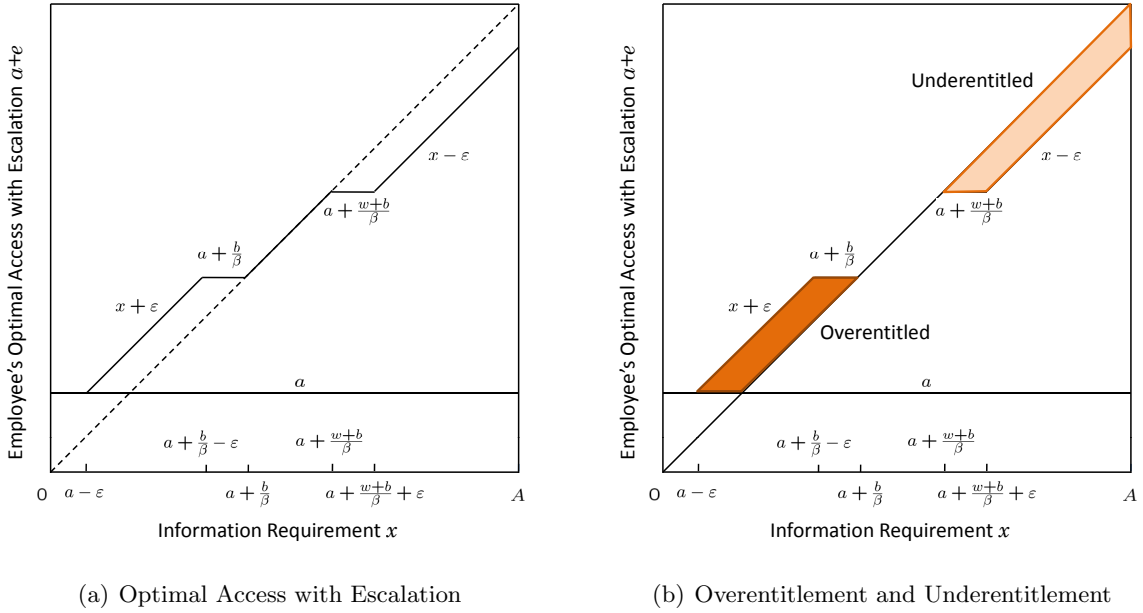 Employee's Optimal Access with Escalation a+e
x − ε
a + (w+b)/β
a + b/β
x + ε
a
a + b/β − ε
a + (w+b)/β
0
a − ε
a + b/β
a + (w+b)/β + ε
A
Information Requirement x
(a) Optimal Access with Escalation
Employee's Optimal Access with Escalation a+e
Underentitled
x − ε
a + (w+b)/β
a + b/β
x + ε
Overentitled
a
a + b/β − ε
a + (w+b)/β
0
a − ε
a + b/β
a + (w+b)/β + ε
A
Information Requirement x
(b) Overentitlement and Underentitlement